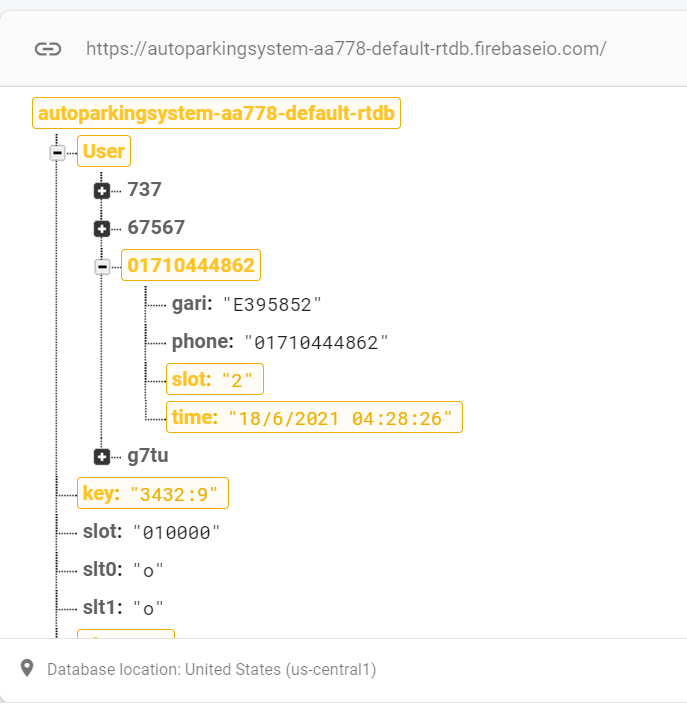 https://autoparkingsystem-aa778-default-rtdb.firebaseio.com/
autoparkingsystem-aa778-default-rtdb
User
737
67567
01710444862
gari: "E395852"
phone: "01710444862"
slot: "2"
time: "18/6/2021 04:28:26"
g7tu
key: "3432:9"
slot: "010000"
slt0: "o"
slt1: "o"
Database location: United States (us-central1)